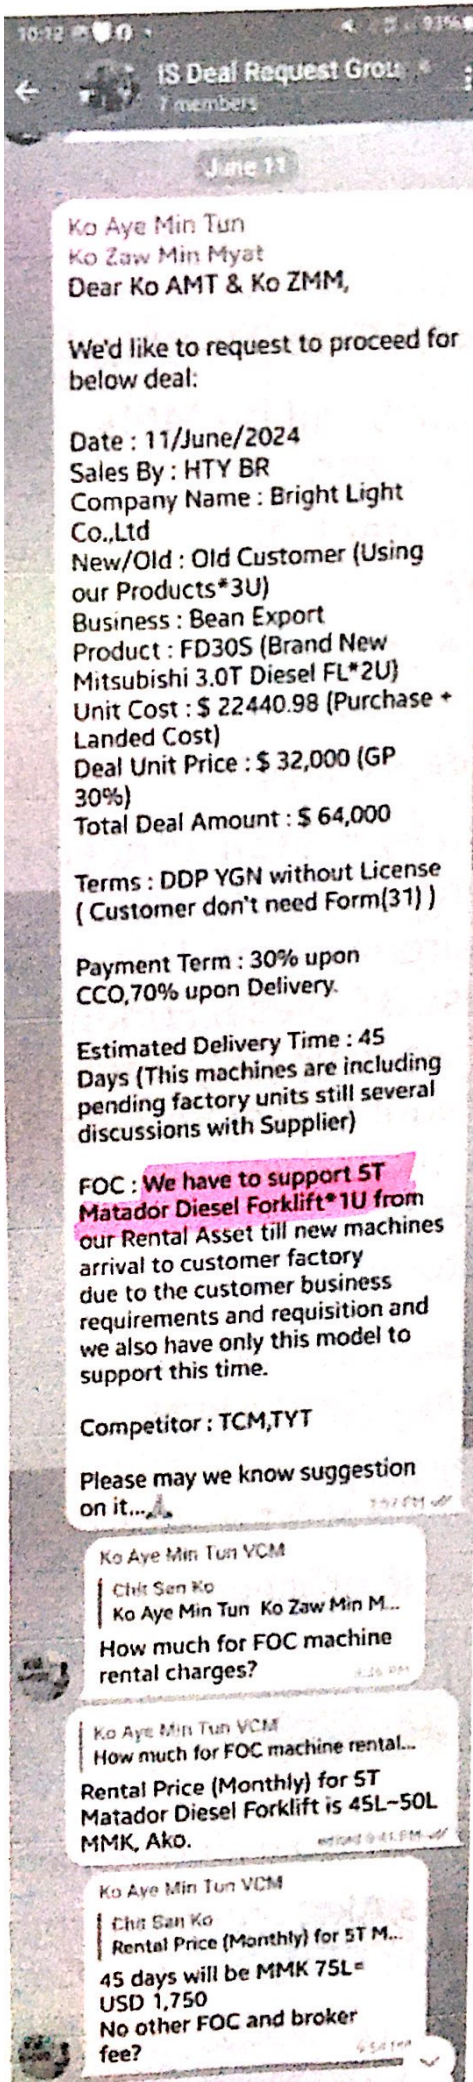 10:12
93%
IS Deal Request Grou
7 members
June 11
Ko Aye Min Tun
Ko Zaw Min Myat
Dear Ko AMT & Ko ZMM,
We'd like to request to proceed for
below deal:
Date : 11/June/2024
Sales By : HTY BR
Company Name : Bright Light
Co.,Ltd
New/Old : Old Customer (Using
our Products*3U)
Business : Bean Export
Product : FD30S (Brand New
Mitsubishi 3.0T Diesel FL*2U)
Unit Cost : $ 22440.98 (Purchase +
Landed Cost)
Deal Unit Price : $ 32,000 (GP
30%)
Total Deal Amount : $ 64,000
Terms : DDP YGN without License
( Customer don't need Form(31) )
Payment Term : 30% upon
CCO,70% upon Delivery.
Estimated Delivery Time : 45
Days (This machines are including
pending factory units still several
discussions with Supplier)
FOC : We have to support 5T
Matador Diesel Forklift*1U from
our Rental Asset till new machines
arrival to customer factory
due to the customer business
requirements and requisition and
we also have only this model to
support this time.
Competitor : TCM,TYT
Please may we know suggestion
on it...🙏
7:57 PM
Ko Aye Min Tun VCM
Chit San Ko
Ko Aye Min Tun Ko Zaw Min M...
How much for FOC machine
rental charges?
Ko Aye Min Tun VCM
How much for FOC machine rental...
Rental Price (Monthly) for 5T
Matador Diesel Forklift is 45L~50L
MMK, Ako.
edited 9:41 PM
Ko Aye Min Tun VCM
Chit San Ko
Rental Price (Monthly) for 5T M...
45 days will be MMK 75L=
USD 1,750
No other FOC and broker
fee?